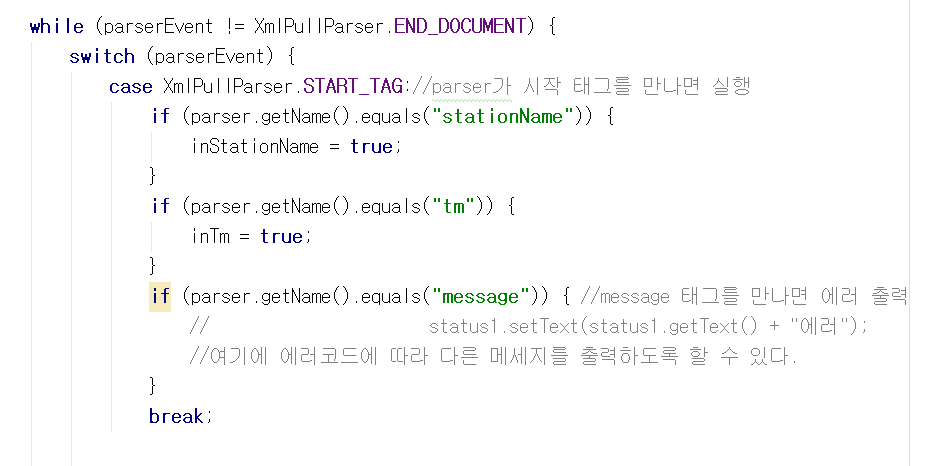 while (parserEvent != XmlPullParser.END_DOCUMENT) {
switch (parserEvent) {
case XmlPullParser.START_TAG://parser가 시작 태그를 만나면 실행
if (parser.getName().equals("stationName")) {
inStationName = true;
}
if (parser.getName().equals("tm")) {
inTm = true;
}
if (parser.getName().equals("message")) { //message 태그를 만나면 에러 출력
// status1.setText(status1.getText() + "에러");
//여기에 에러코드에 따라 다른 메세지를 출력하도록 할 수 있다.
}
break;